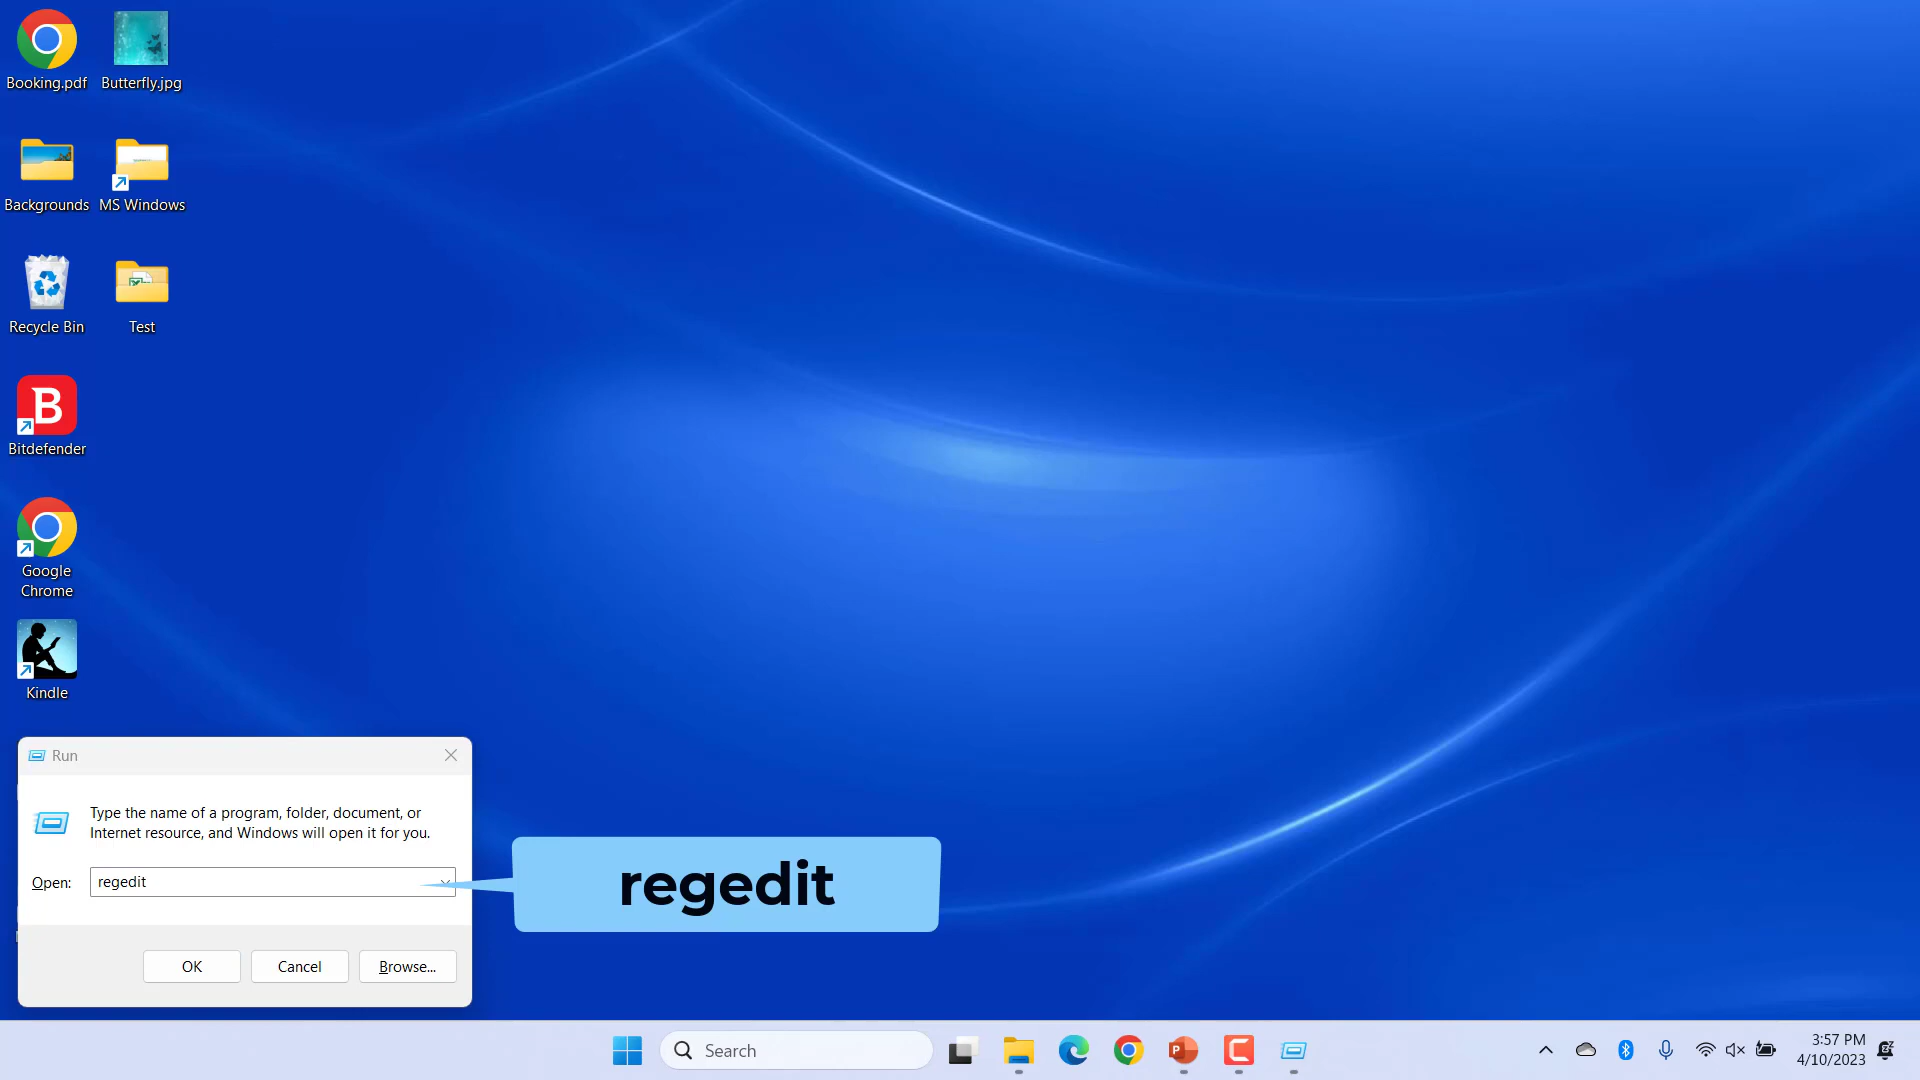 Booking.pdf
Butterfly.jpg
Backgrounds
MS Windows
Recycle Bin
Test
B
Bitdefender
Google
Chrome
Kindle
Run
Type the name of a program, folder, document, or
Internet resource, and Windows will open it for you.
Open: regedit
regedit
OK
Cancel
Browse...
Search
P
C
3:57 PM
4/10/2023